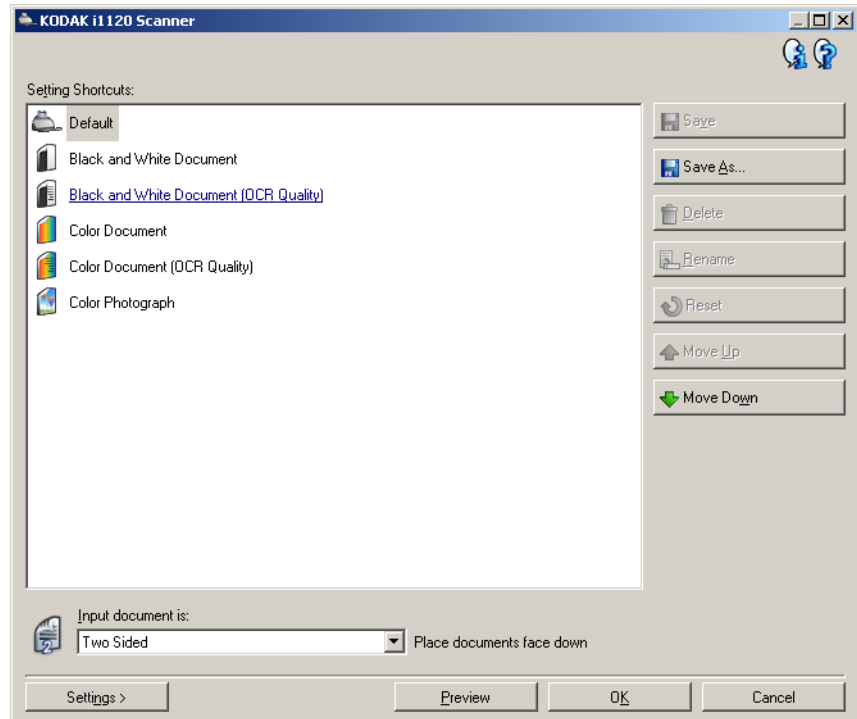 KODAK i1120 Scanner
Setting Shortcuts:
Default
Save
Black and White Document
Save As...
Black and White Document (OCR Quality)
Delete
Color Document
Color Document (OCR Quality)
Rename
Color Photograph
Reset
Move Up
Move Down
Input document is:
2
Two Sided
Place documents face down
Settings >
Preview
OK
Cancel